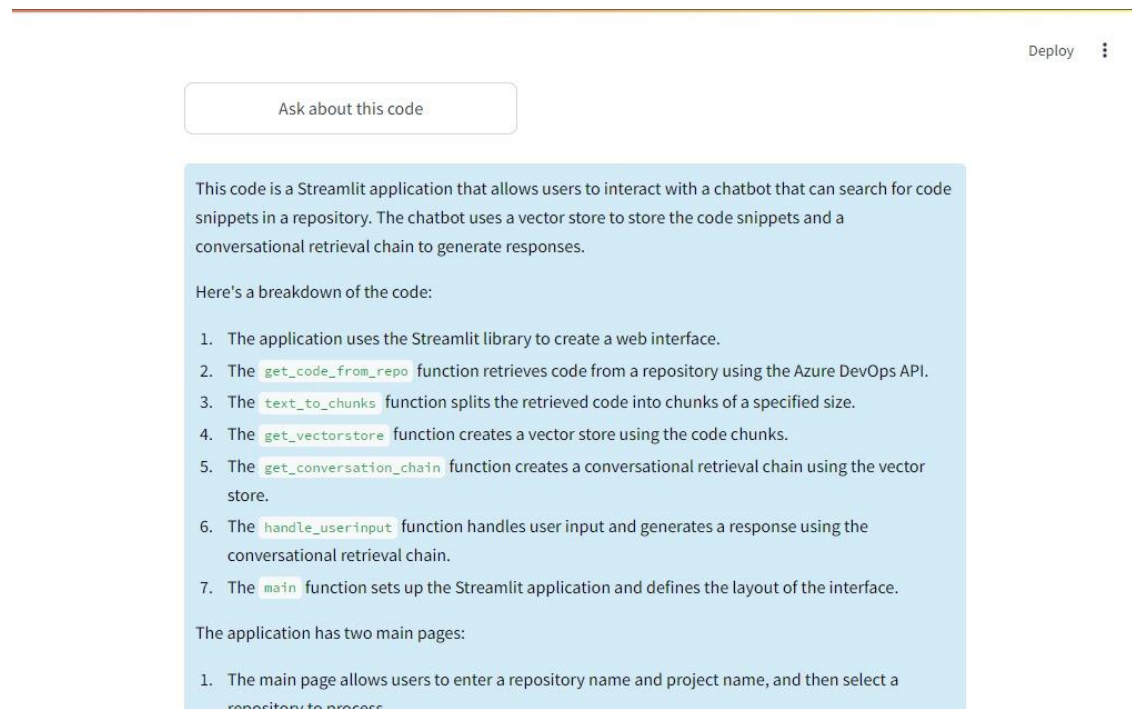 Deploy
Ask about this code
This code is a Streamlit application that allows users to interact with a chatbot that can search for code
snippets in a repository. The chatbot uses a vector store to store the code snippets and a
conversational retrieval chain to generate responses.
Here's a breakdown of the code:
1. The application uses the Streamlit library to create a web interface.
2. The get_code_from_repo function retrieves code from a repository using the Azure DevOps API.
3. The text_to_chunks function splits the retrieved code into chunks of a specified size.
4. The get_vectorstore function creates a vector store using the code chunks.
5. The get_conversation_chain function creates a conversational retrieval chain using the vector
store.
6. The handle_userinput function handles user input and generates a response using the
conversational retrieval chain.
7. The main function sets up the Streamlit application and defines the layout of the interface.
The application has two main pages:
1. The main page allows users to enter a repository name and project name, and then select a
repository to process.